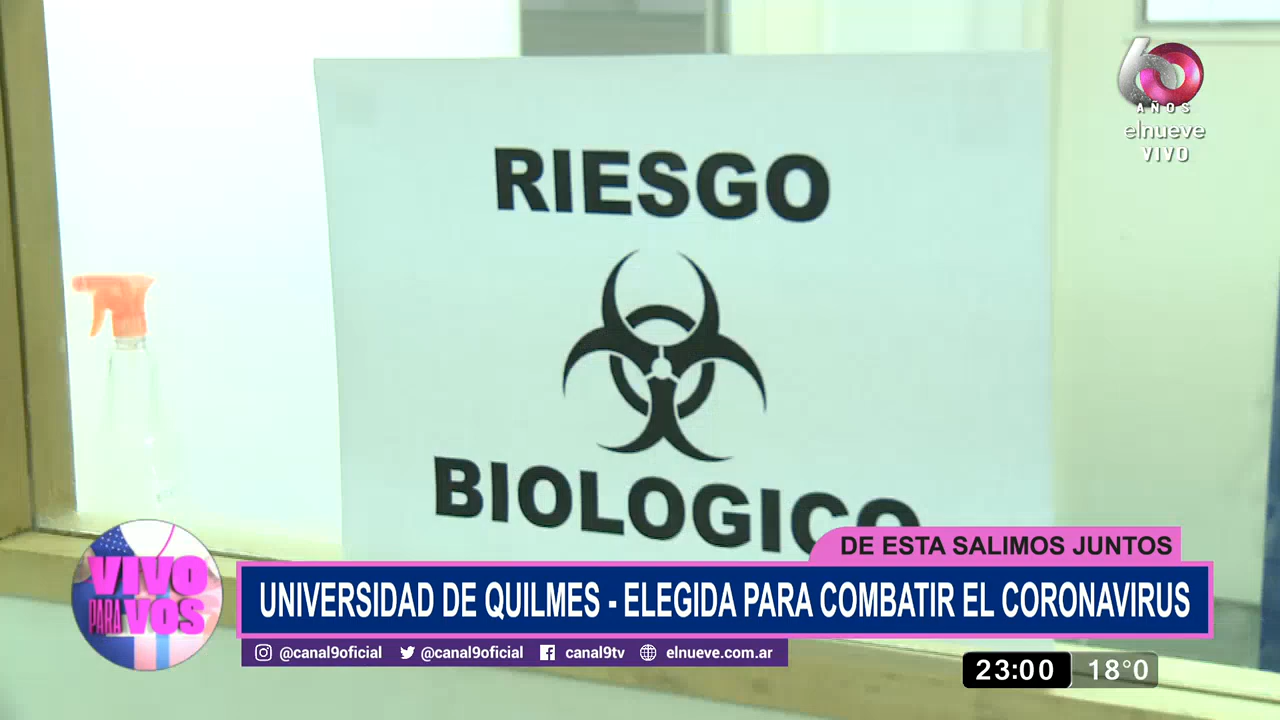 60
AÑOS
elnueve
VIVO
RIESGO
BIOLOGICO
DE ESTA SALIMOS JUNTOS
VIVO
PARA
VOS
UNIVERSIDAD DE QUILMES - ELEGIDA PARA COMBATIR EL CORONAVIRUS
@canal9oficial @canal9oficial canal9tv elnueve.com.ar
23:00 18°0